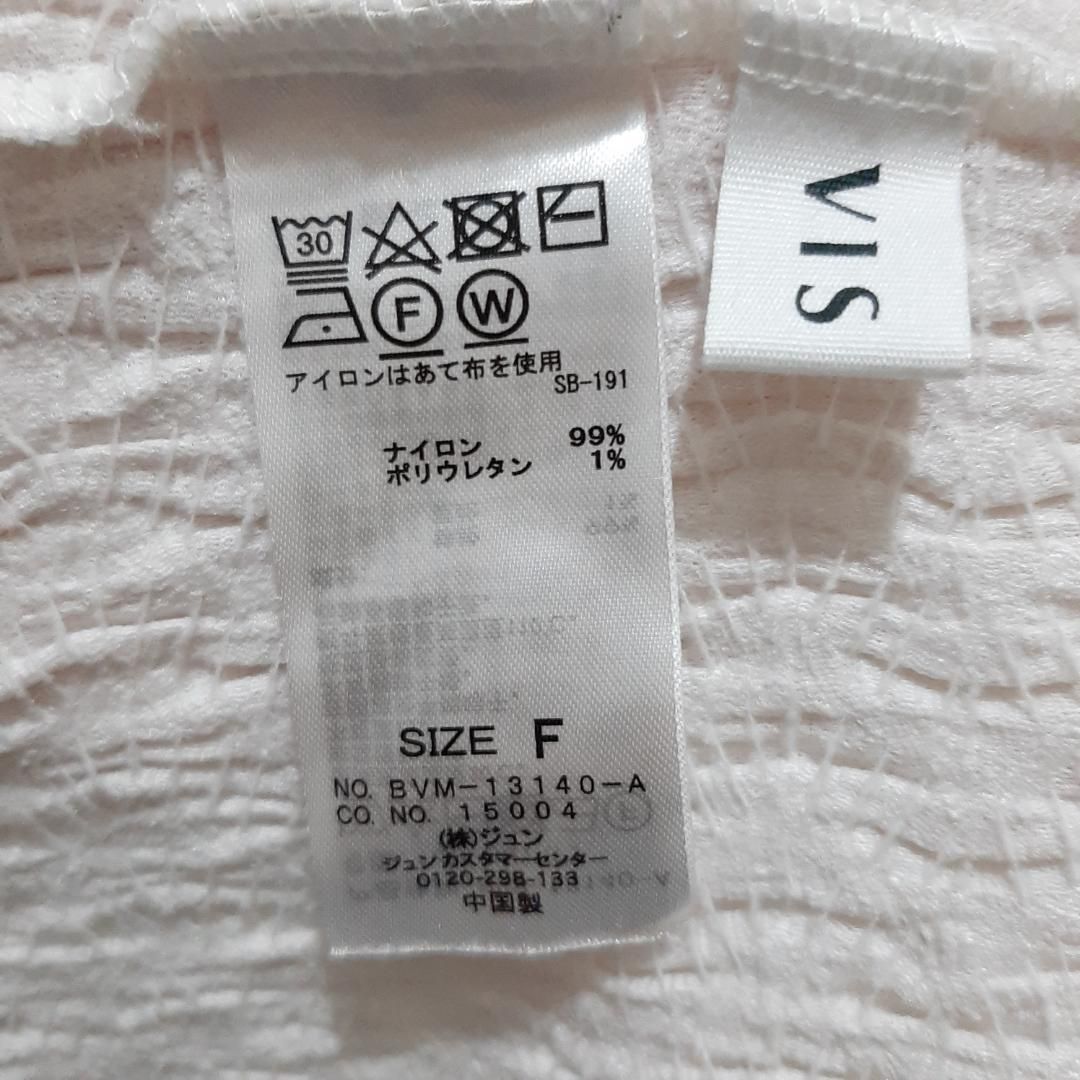 30
F W
アイロンはあて布を使用
SB-191
ナイロン 99%
ポリウレタン 1%
SIZE F
NO. BVM-13140-A
CO. NO. 15004
(株)ジュン
ジュンカスタマーセンター
0120-298-133
中国製
VIS